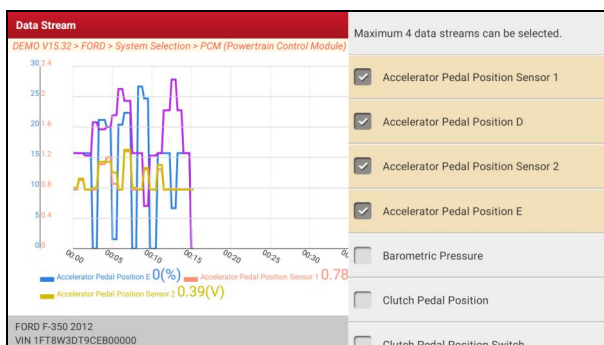 Data Stream
DEMO V15.32 > FORD > System Selection > PCM (Powertrain Control Module)
Maximum 4 data streams can be selected.
30 2.4
25 2
20 1.6
15 1.2
10 0.8
5 0.4
0 0
00:00 00:05 00:10 00:15 00:20 00:25 00:30
Accelerator Pedal Position E 0(%) Accelerator Pedal Position Sensor 1 0.78
Accelerator Pedal Position Sensor 2 0.39(V)
FORD F-350 2012
VIN 1FT8W3DT9CEB00000
Accelerator Pedal Position Sensor 1
Accelerator Pedal Position D
Accelerator Pedal Position Sensor 2
Accelerator Pedal Position E
Barometric Pressure
Clutch Pedal Position
Clutch Pedal Position Switch